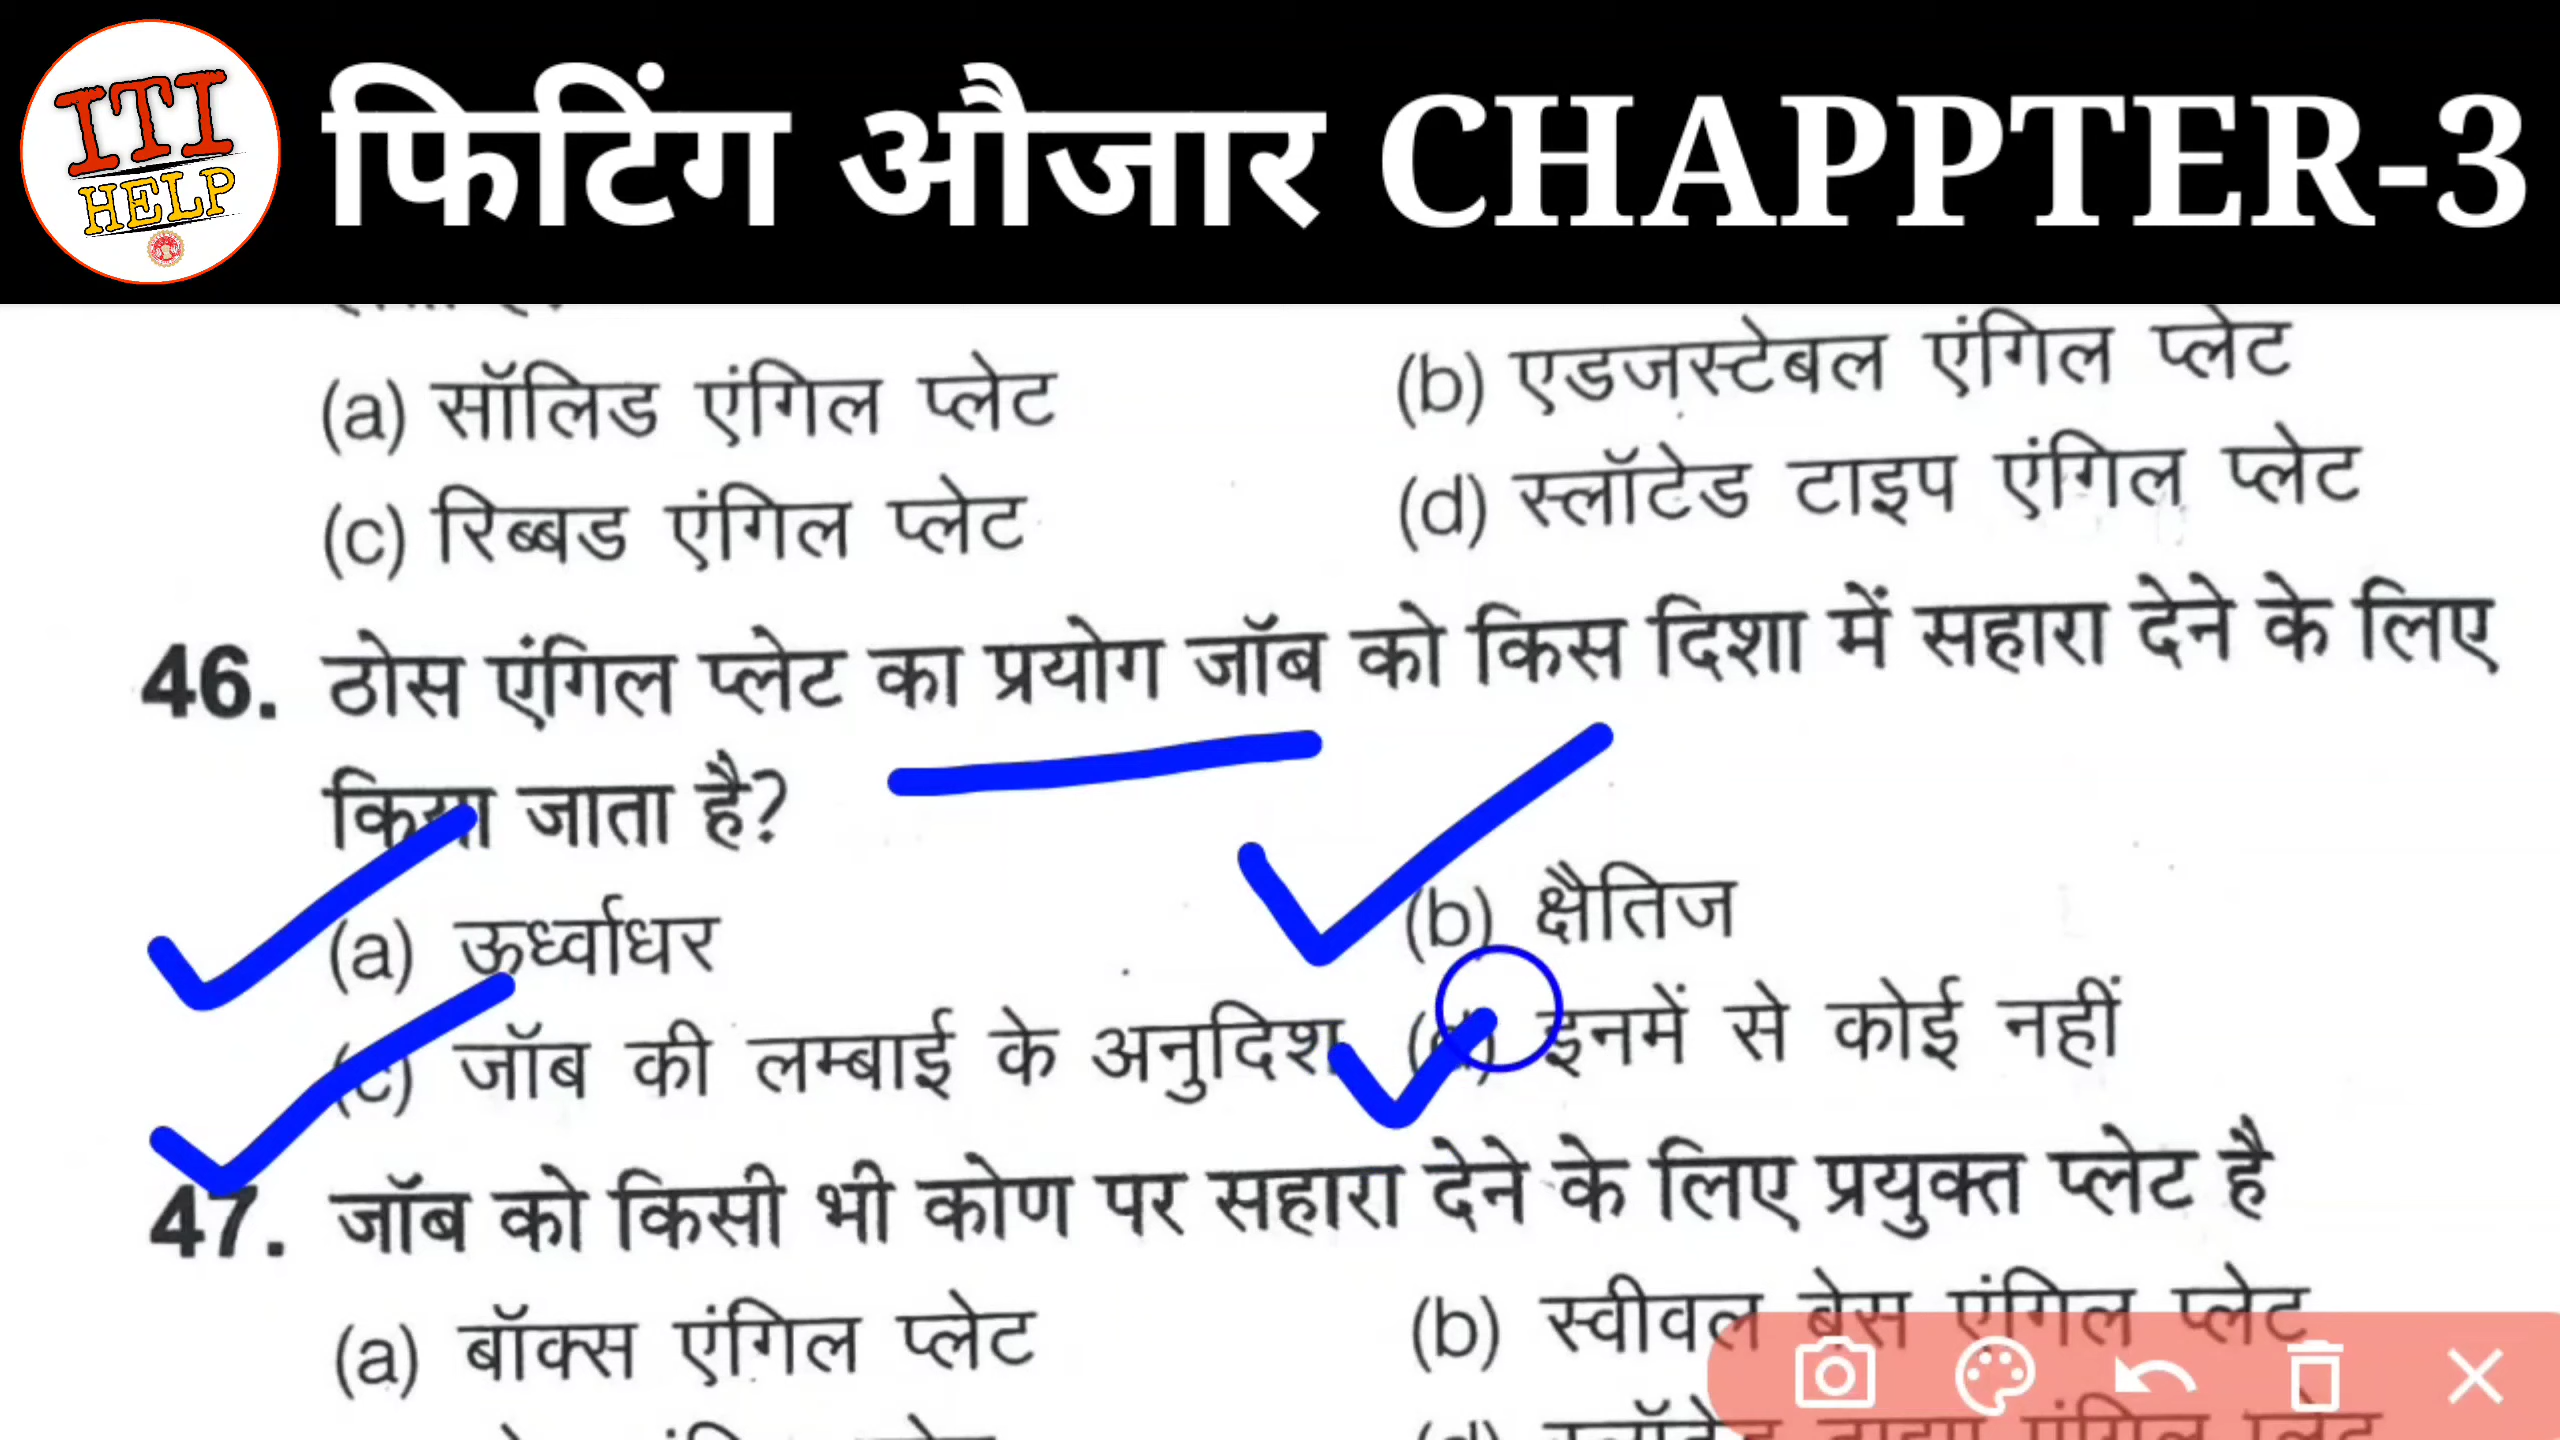 ITI
HELP
फिटिंग औजार CHAPPTER-3
(a) सॉलिड एंगिल प्लेट (b) एडजस्टेबल एंगिल प्लेट
(c) रिब्बड एंगिल प्लेट (d) स्लॉटेड टाइप एंगिल प्लेट
46. ठोस एंगिल प्लेट का प्रयोग जॉब को किस दिशा में सहारा देने के लिए
किया जाता है?
(a) ऊर्ध्वाधर (b) क्षैतिज
(c) जॉब की लम्बाई के अनुदिश (d) इनमें से कोई नहीं
47. जॉब को किसी भी कोण पर सहारा देने के लिए प्रयुक्त प्लेट है
(a) बॉक्स एंगिल प्लेट (b) स्वीवल बेस एंगिल प्लेट